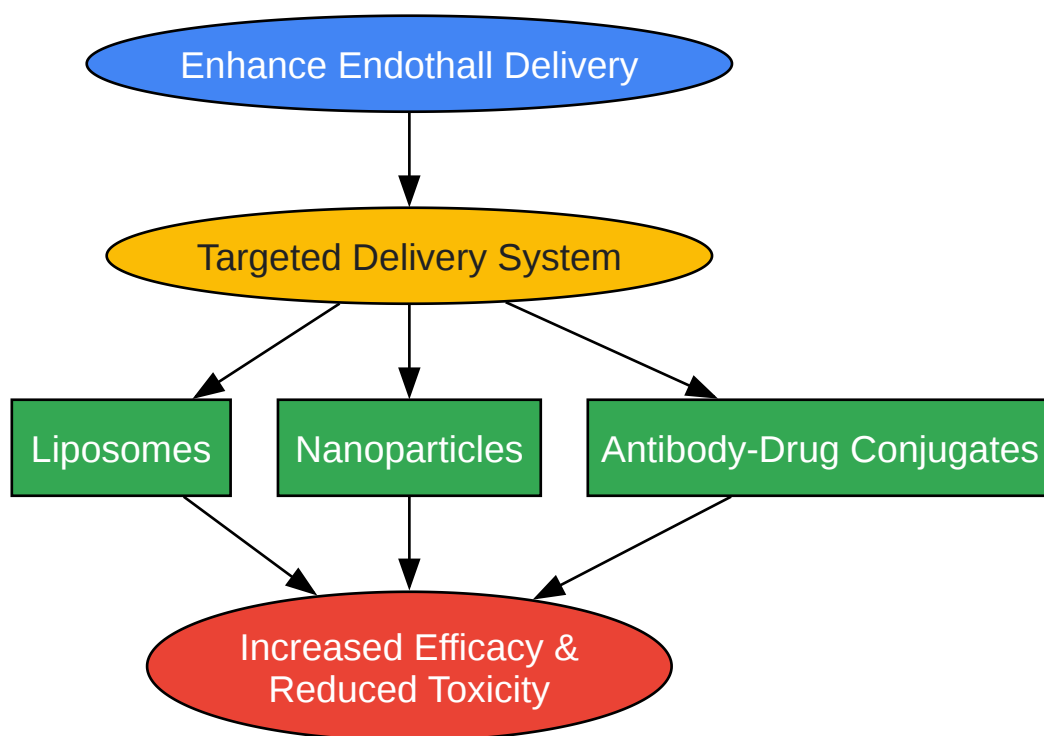 Enhance Endothall Delivery
Targeted Delivery System
Liposomes
Nanoparticles
Antibody-Drug Conjugates
Increased Efficacy &
Reduced Toxicity